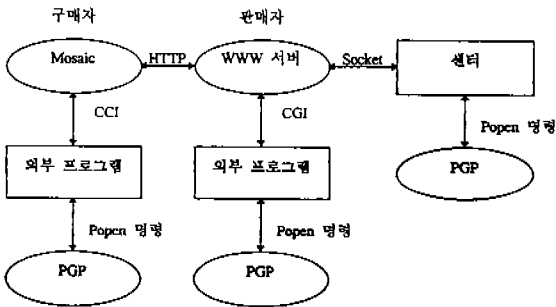 구매자 판매자
Mosaic HTTP WWW 서버 Socket 센터
CCI CGI Popen 명령
외부 프로그램 외부 프로그램 PGP
Popen 명령 Popen 명령
PGP PGP